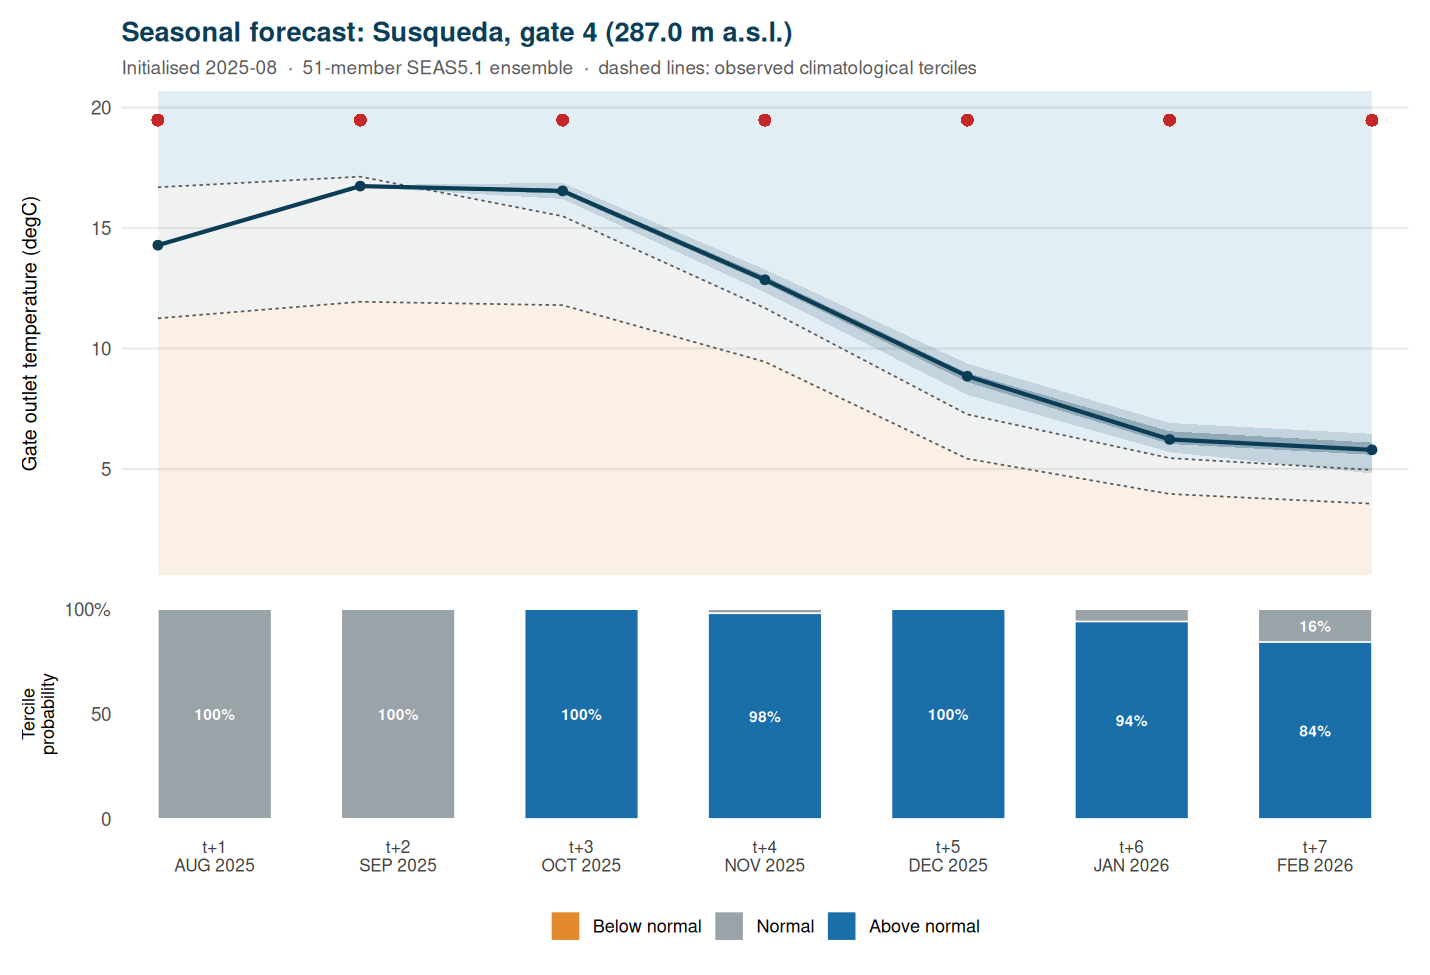 Seasonal forecast: Susqueda, gate 4 (287.0 m a.s.l.)
Initialised 2025-08 · 51-member SEAS5.1 ensemble · dashed lines: observed climatological terciles
Gate outlet temperature (degC)
20
15
10
5
Tercile
probability
100%
50
0
100%
100%
100%
98%
100%
94%
16%
84%
t+1
AUG 2025
t+2
SEP 2025
t+3
OCT 2025
t+4
NOV 2025
t+5
DEC 2025
t+6
JAN 2026
t+7
FEB 2026
Below normal
Normal
Above normal